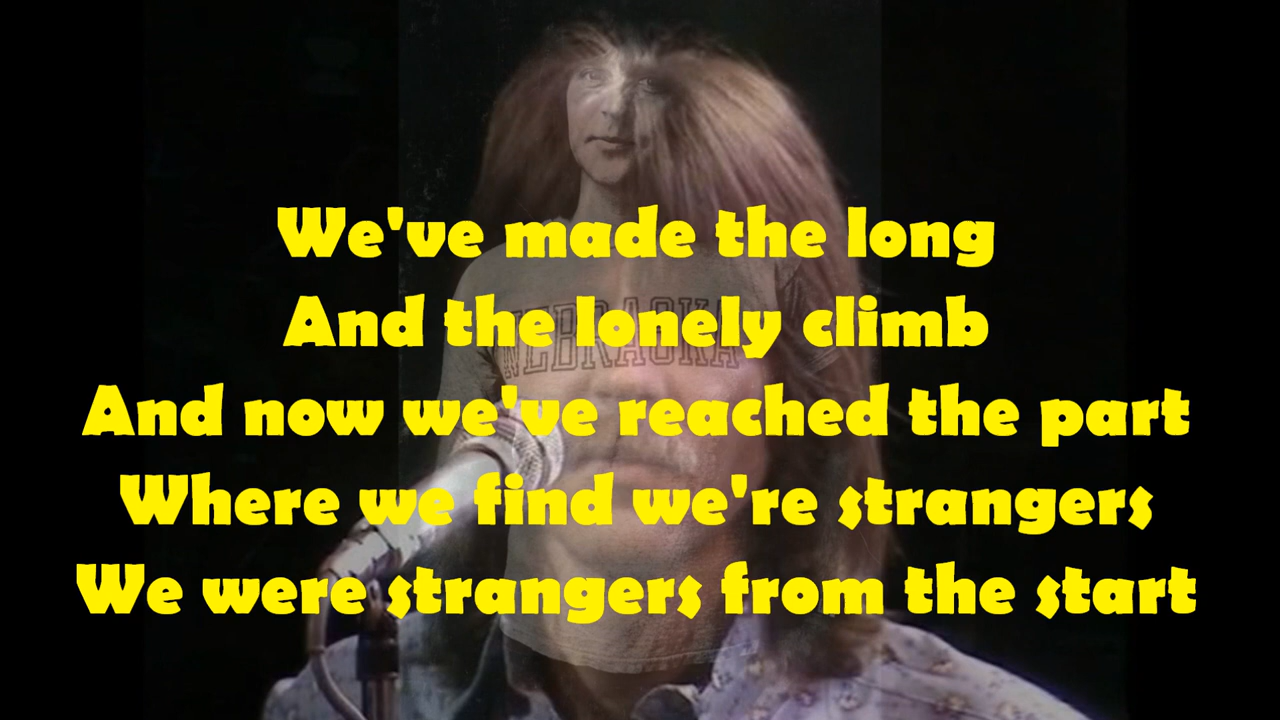 We've made the long
And the lonely climb
And now we've reached the part
Where we find we're strangers
We were strangers from the start
NEBRASKA